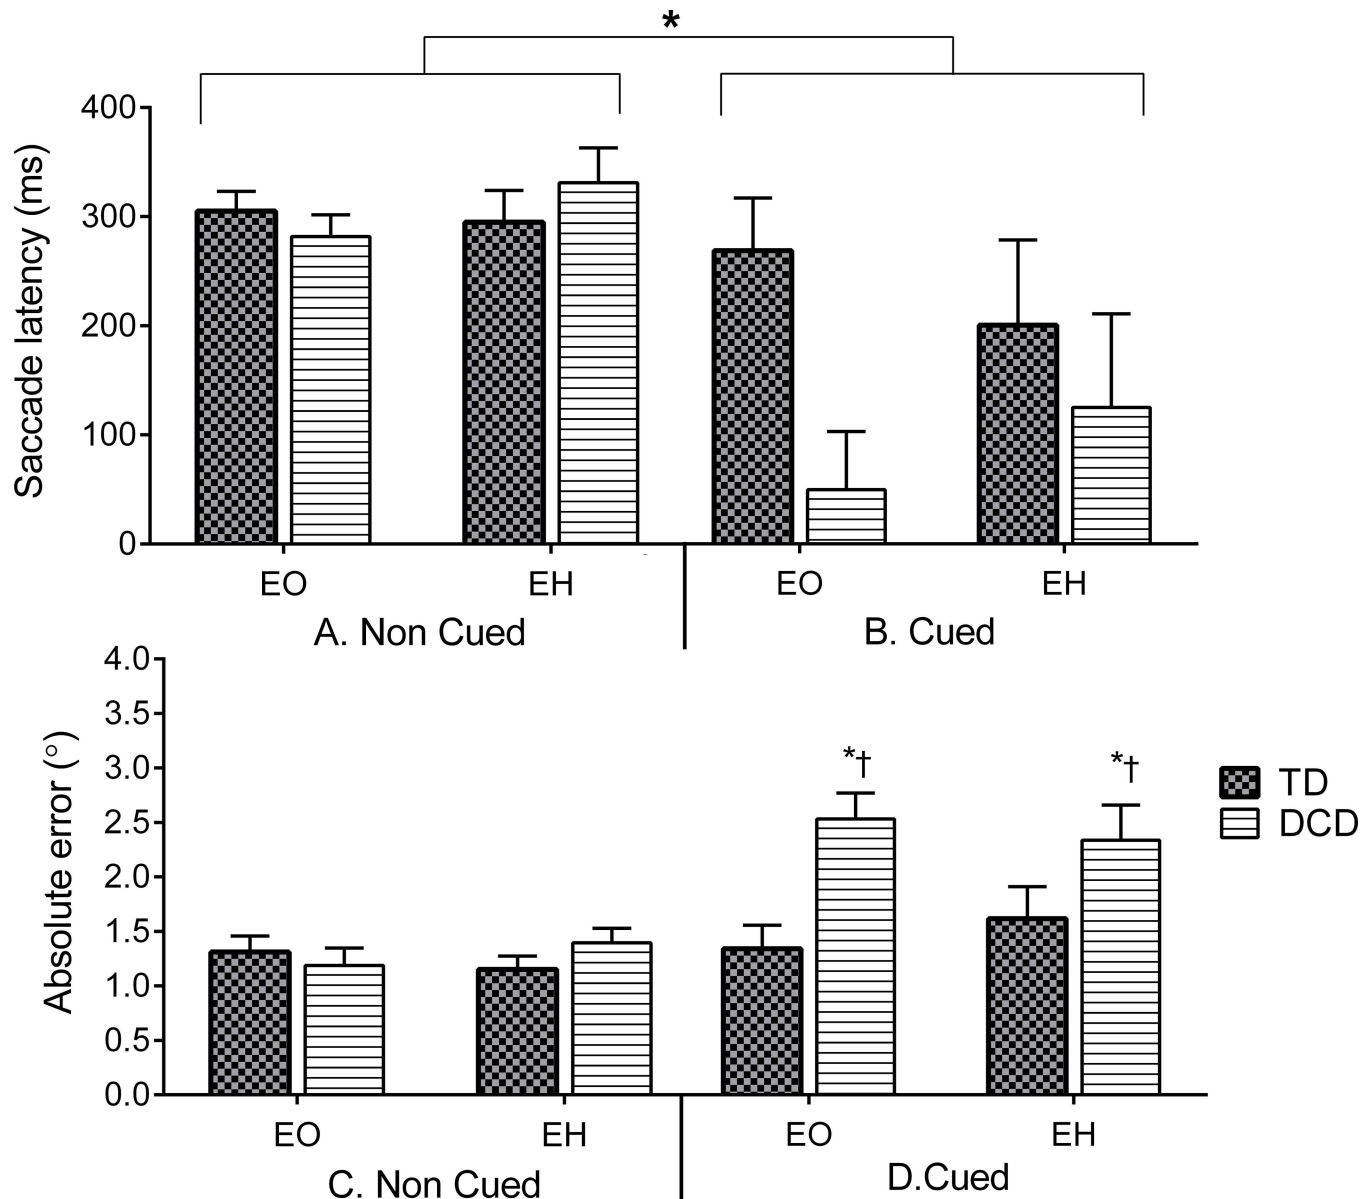 *
Saccade latency (ms)
400
300
200
100
0
EO EH EO EH
A. Non Cued B. Cued
Absolute error (°)
4.0
3.5
3.0
2.5
2.0
1.5
1.0
0.5
0.0
*† *†
TD
DCD
EO EH EO EH
C. Non Cued D.Cued